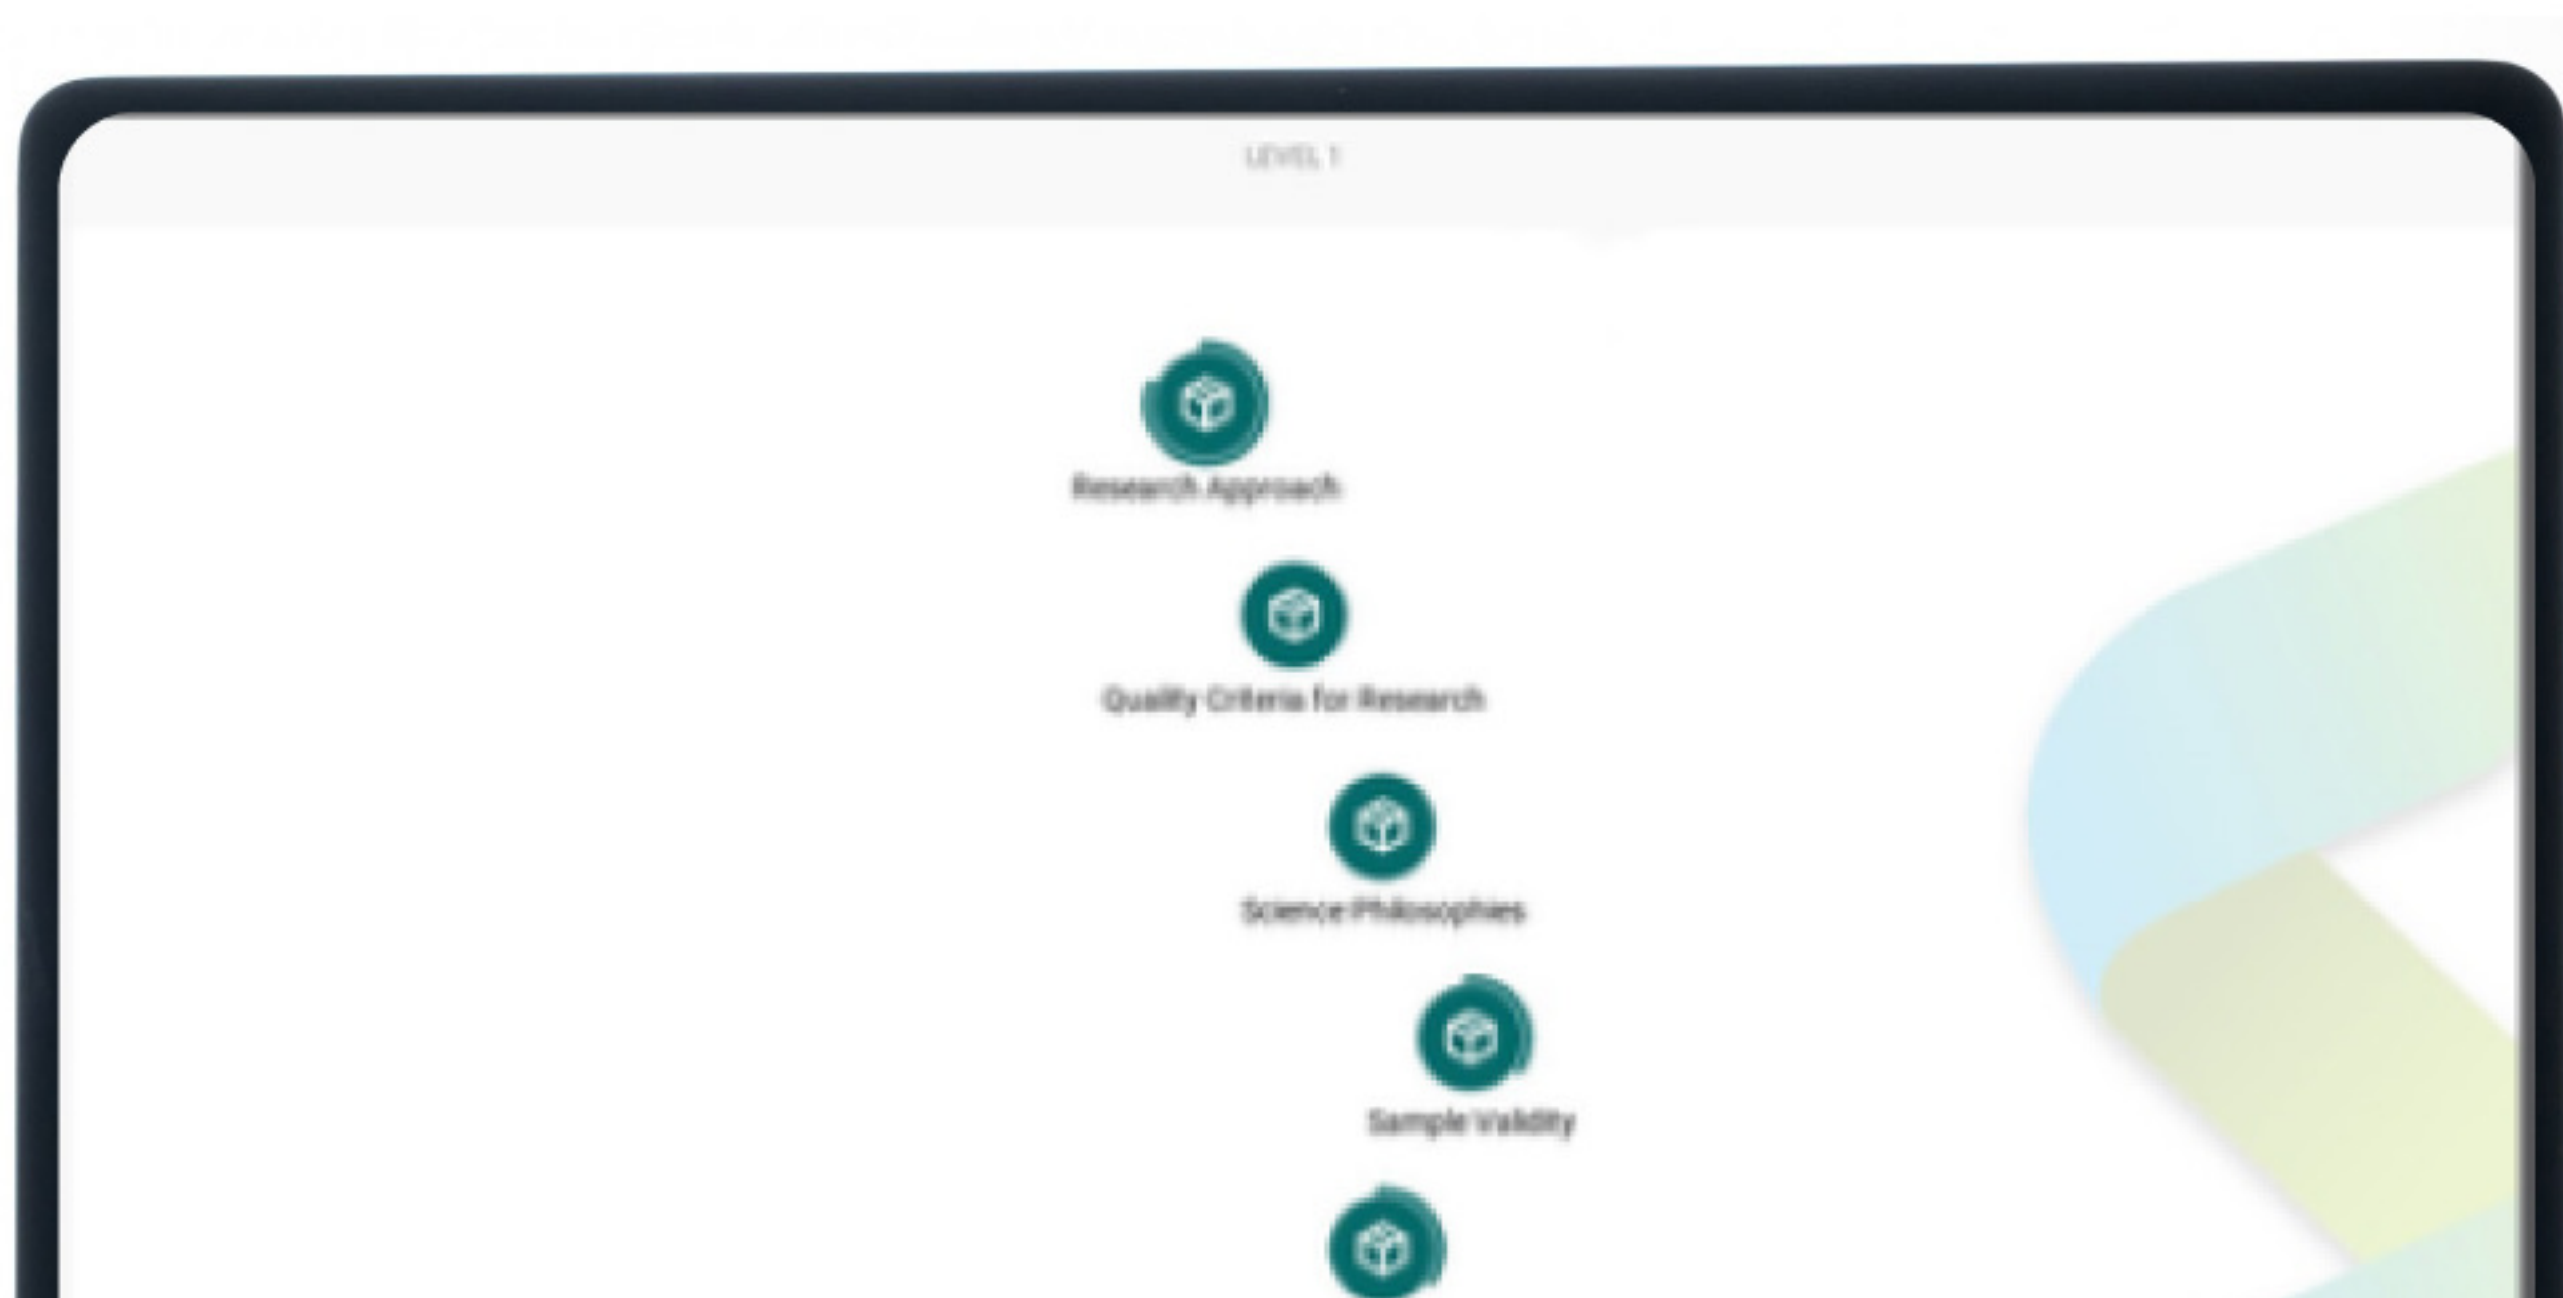 LEVEL 1
Research Approach
Quality Criteria for Research
Science Philosophies
Sample Validity